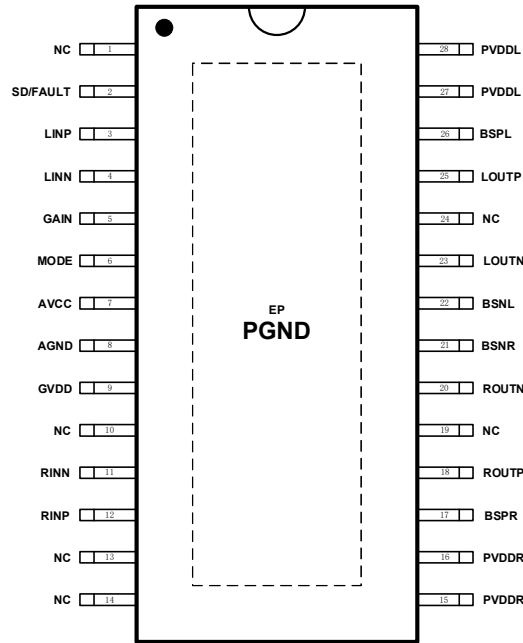 NC 1 28 PVDDL
SD/FAULT 2 27 PVDDL
LINP 3 26 BSPL
LINN 4 25 LOUTP
GAIN 5 24 NC
MODE 6 23 LOUTN
AVCC 7 22 BSNL
EP
PGND
AGND 8 21 BSNR
GVDD 9 20 ROUTN
NC 10 19 NC
RINN 11 18 ROUTP
RINP 12 17 BSPR
NC 13 16 PVDDR
NC 14 15 PVDDR